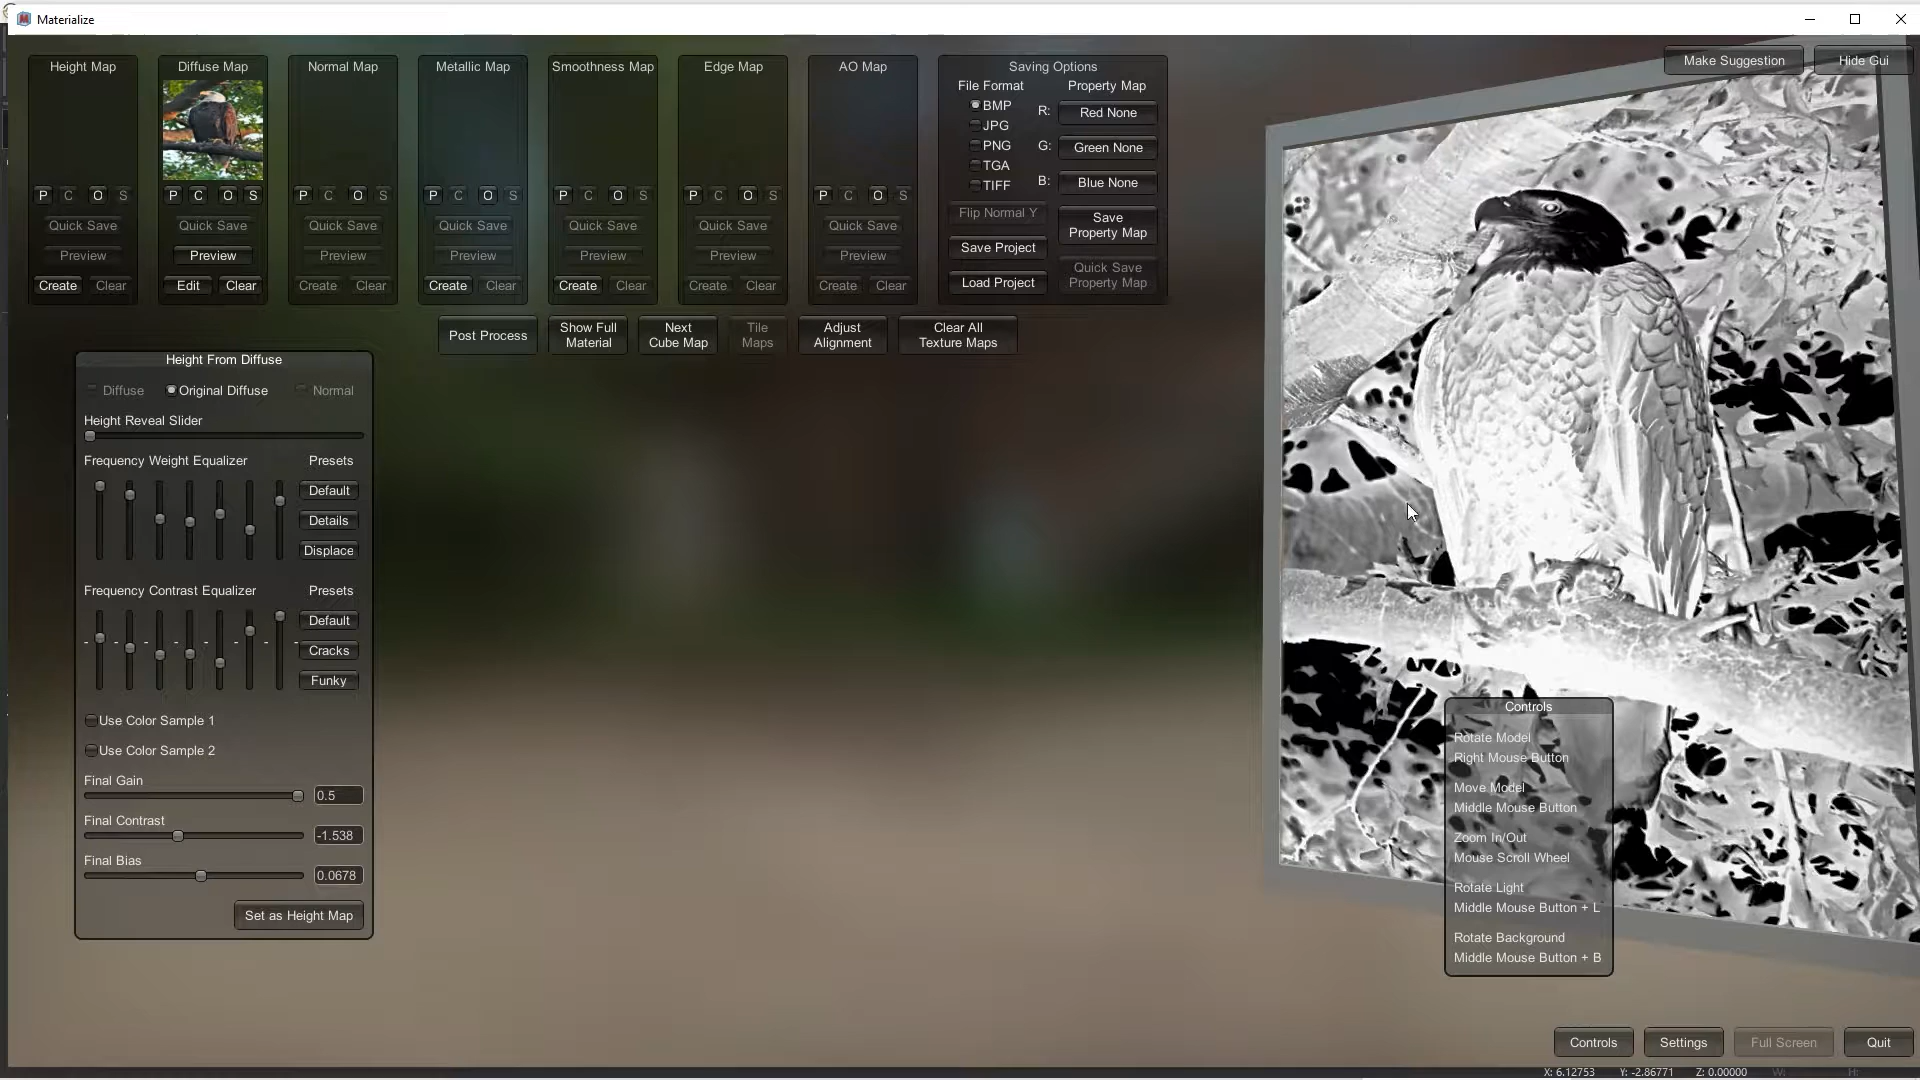 Materialize
Make Suggestion
Hide Gui
Height Map
Diffuse Map
Normal Map
Metallic Map
Smoothness Map
Edge Map
AO Map
Saving Options
File Format
Property Map
BMP
JPG
PNG
TGA
TIFF
R:
Red None
G:
Green None
B:
Blue None
P C O S
P C O S
P C O S
P C O S
P C O S
P C O S
P C O S
Quick Save
Quick Save
Quick Save
Quick Save
Quick Save
Quick Save
Quick Save
Flip Normal Y
Save
Property Map
Preview
Preview
Preview
Preview
Preview
Preview
Preview
Save Project
Create Clear
Edit Clear
Create Clear
Create Clear
Create Clear
Create Clear
Create Clear
Load Project
Quick Save
Property Map
Post Process
Show Full
Material
Next
Cube Map
Tile
Maps
Adjust
Alignment
Clear All
Texture Maps
Height From Diffuse
Diffuse
Original Diffuse
Normal
Height Reveal Slider
Frequency Weight Equalizer
Presets
Default
Details
Displace
Frequency Contrast Equalizer
Presets
Default
Cracks
Funky
Use Color Sample 1
Use Color Sample 2
Final Gain
0.5
Final Contrast
-1.538
Final Bias
0.0678
Set as Height Map
Controls
Rotate Model
Right Mouse Button
Move Model
Middle Mouse Button
Zoom In/Out
Mouse Scroll Wheel
Rotate Light
Middle Mouse Button + L
Rotate Background
Middle Mouse Button + B
Controls
Settings
Full Screen
Quit
X: 6.12753 Y: -2.86771 Z: 0.00000 W: H: